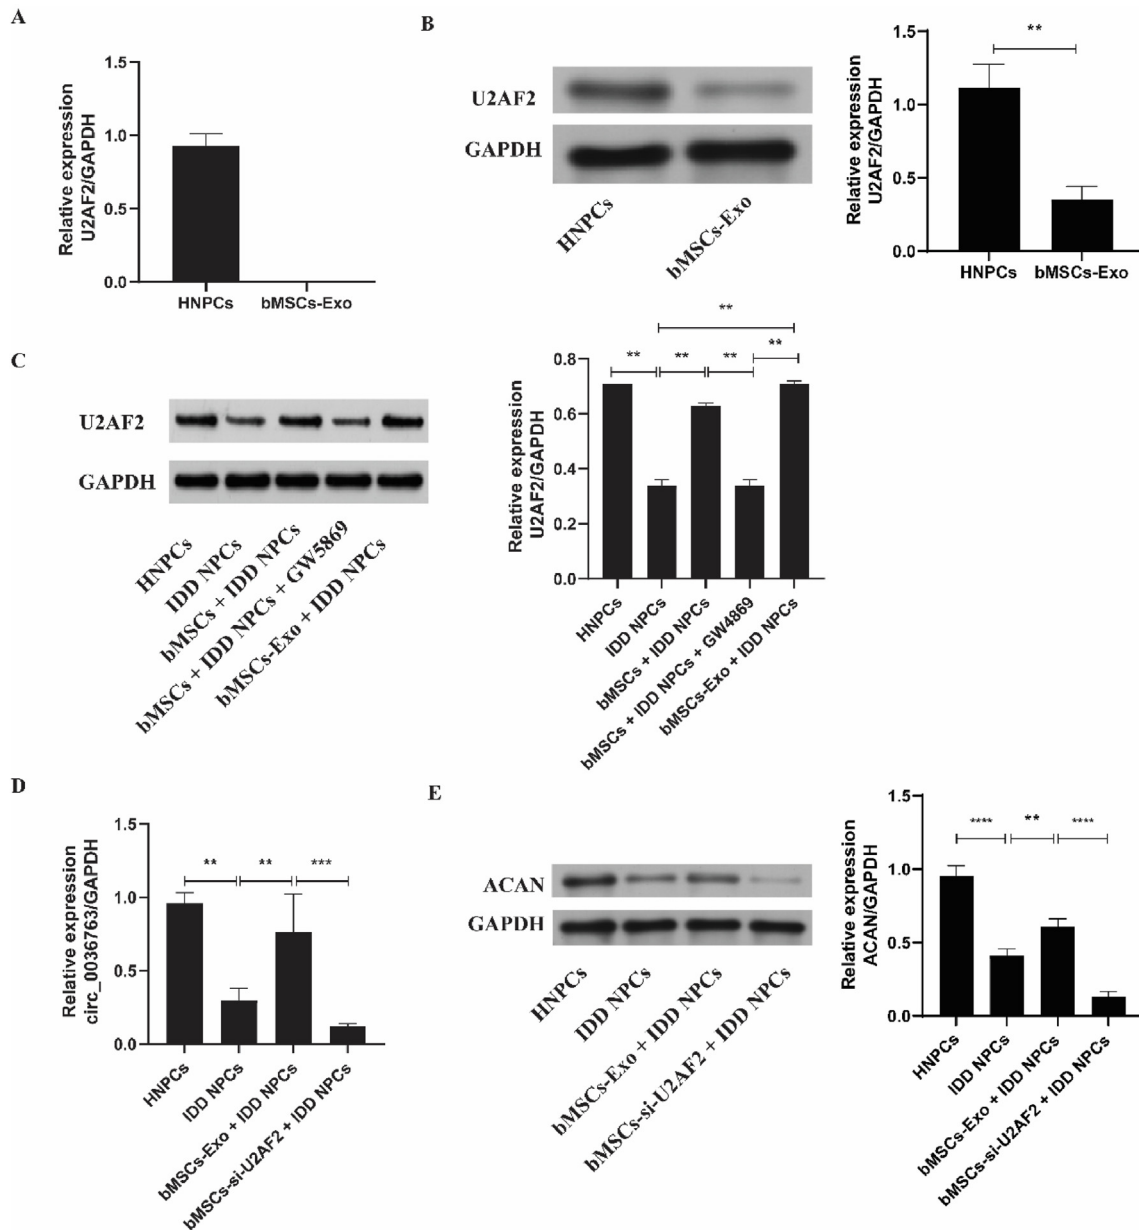 A
Relative expression
U2AF2/GAPDH
1.5
1.0
0.5
0.0
HNPCs
bMSCs-Exo
B
U2AF2
GAPDH
HNPCs
bMSCs-Exo
Relative expression
U2AF2/GAPDH
1.5
1.0
0.5
0.0
**
HNPCs
bMSCs-Exo
C
U2AF2
GAPDH
HNPCs
IDD NPCs
bMSCs + IDD NPCs
bMSCs + IDD NPCs + GW5869
bMSCs-Exo + IDD NPCs
Relative expression
U2AF2/GAPDH
0.8
0.6
0.4
0.2
0.0
**
** ** ** **
HNPCs
IDD NPCs
bMSCs + IDD NPCs
bMSCs + IDD NPCs + GW4869
bMSCs-Exo + IDD NPCs
D
Relative expression
circ_0036763/GAPDH
1.5
1.0
0.5
0.0
** ** ***
HNPCs
IDD NPCs
bMSCs-Exo + IDD NPCs
bMSCs-si-U2AF2 + IDD NPCs
E
ACAN
GAPDH
HNPCs
IDD NPCs
bMSCs-Exo + IDD NPCs
bMSCs-si-U2AF2 + IDD NPCs
Relative expression
ACAN/GAPDH
1.5
1.0
0.5
0.0
**** ** ****
HNPCs
IDD NPCs
bMSCs-Exo + IDD NPCs
bMSCs-si-U2AF2 + IDD NPCs